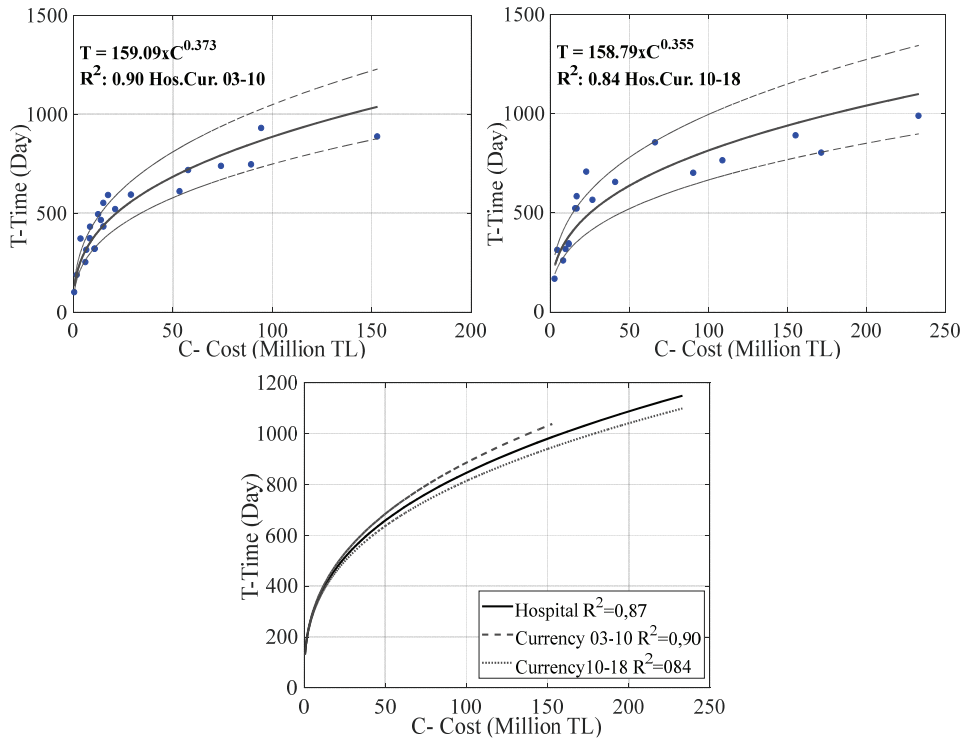 1500
1000
500
0
T-Time (Day)
T = 159.09xC^0.373
R^2: 0.90 Hos.Cur. 03-10
0 50 100 150 200
C- Cost (Million TL)
1500
1000
500
0
T-Time (Day)
T = 158.79xC^0.355
R^2: 0.84 Hos.Cur. 10-18
0 50 100 150 200 250
C- Cost (Million TL)
1200
1000
800
600
400
200
0
T-Time (Day)
Hospital R^2=0,87
Currency 03-10 R^2=0,90
Currency10-18 R^2=084
0 50 100 150 200 250
C- Cost (Million TL)